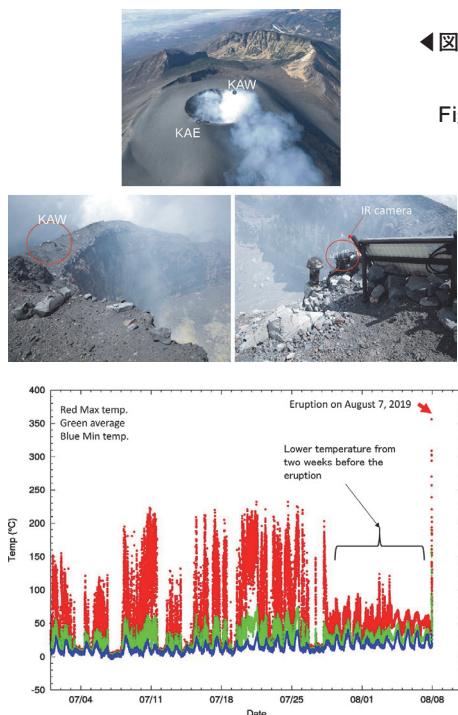 ◀図
Fig
KAW
KAE
KAW
IR camera
Red Max temp.
Green average
Blue Min temp.
Eruption on August 7, 2019
Lower temperature from
two weeks before the
eruption
Temp (°C)
400
350
300
250
200
150
100
50
0
-50
07/04 07/11 07/18 07/25 08/01 08/08
Date